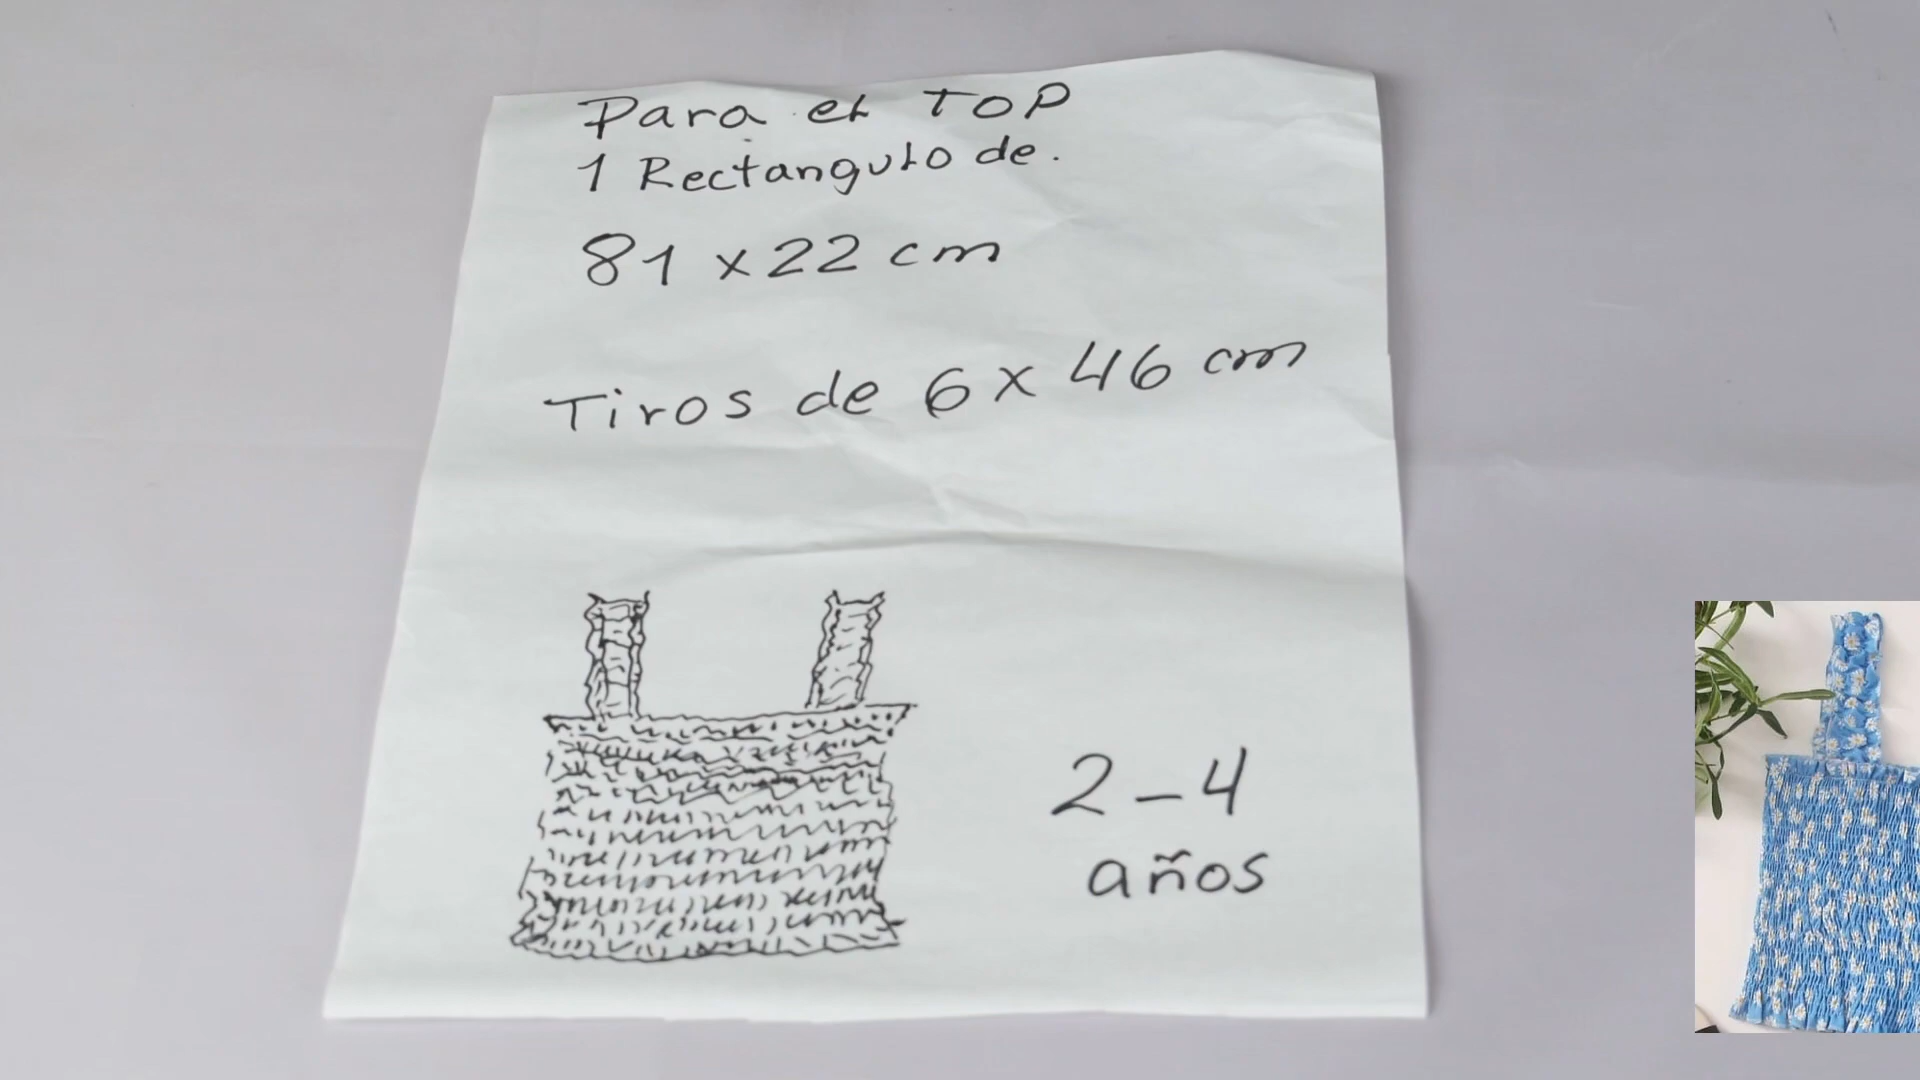 Para el TOP
1 Rectangulo de.
81 x 22 cm
Tiros de 6 x 46 cm
2 - 4
años